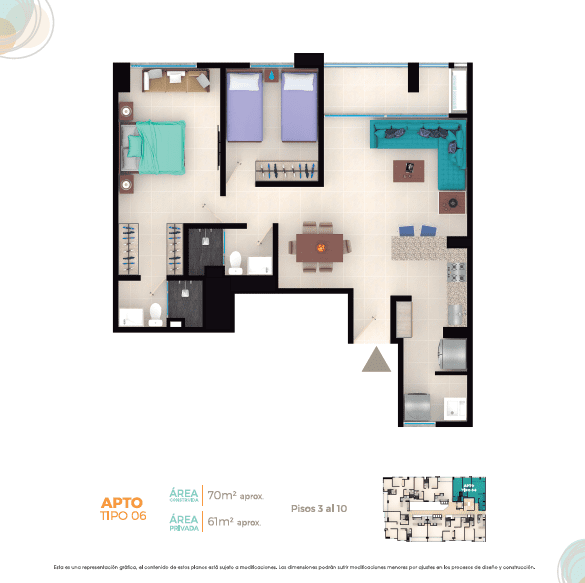 APTO
TIPO 06
ÁREA
CONSTRUIDA
70m² aprox.
ÁREA
PRIVADA
61m² aprox.
Pisos 3 al 10
APTO
TIPO 06
Esta es una representación gráfica, el contenido de estos planos está sujeto a modificaciones. Las dimensiones podrán sufrir modificaciones menores por ajustes en los procesos de diseño y construcción.